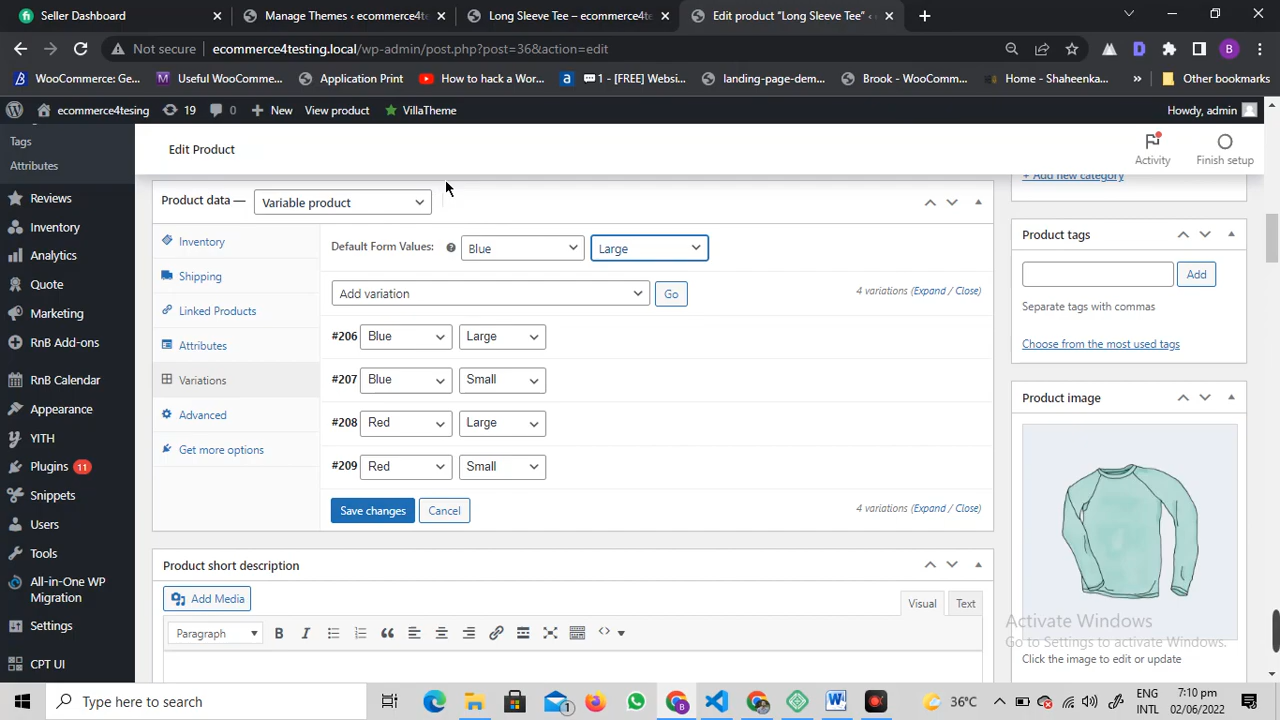 Seller Dashboard
Manage Themes ‹ ecommerce4t
Long Sleeve Tee – ecommerce4t
Edit product “Long Sleeve Tee” ‹
Not secure
ecommerce4testing.local/wp-admin/post.php?post=36&action=edit
B
WooCommerce: Ge...
Useful WooCommer...
Application Print
How to hack a Wor...
💬1 - [FREE] Websi...
landing-page-dem...
Brook – WooComm...
Home - Shaheenka...
»
Other bookmarks
ecommerce4tesing
19
0
New
View product
VillaTheme
Howdy, admin
Tags
Attributes
Reviews
Inventory
Analytics
Quote
Marketing
RnB Add-ons
RnB Calendar
Appearance
YITH
Plugins 11
Snippets
Users
Tools
All-in-One WP
Migration
Settings
CPT UI
Edit Product
Activity
Finish setup
Product data —
Variable product
Inventory
Shipping
Linked Products
Attributes
Variations
Advanced
Get more options
Default Form Values:
Blue
Large
Add variation
Go
4 variations (Expand / Close)
#206 Blue Large
#207 Blue Small
#208 Red Large
#209 Red Small
Save changes
Cancel
4 variations (Expand / Close)
Product short description
Add Media
Visual
Text
Paragraph
+ Add new category
Product tags
Add
Separate tags with commas
Choose from the most used tags
Product image
Click the image to edit or update
Activate Windows
Go to Settings to activate Windows.
Type here to search
1
36°C
ENG
INTL
7:10 pm
02/06/2022